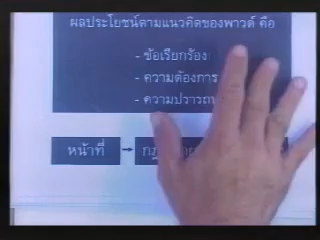 ผลประโยชน์ตามแนวคิดของพาวด์ คือ
- ข้อเรียกร้อง
- ความต้องการ
- ความปรารถ
หน้าที่ →